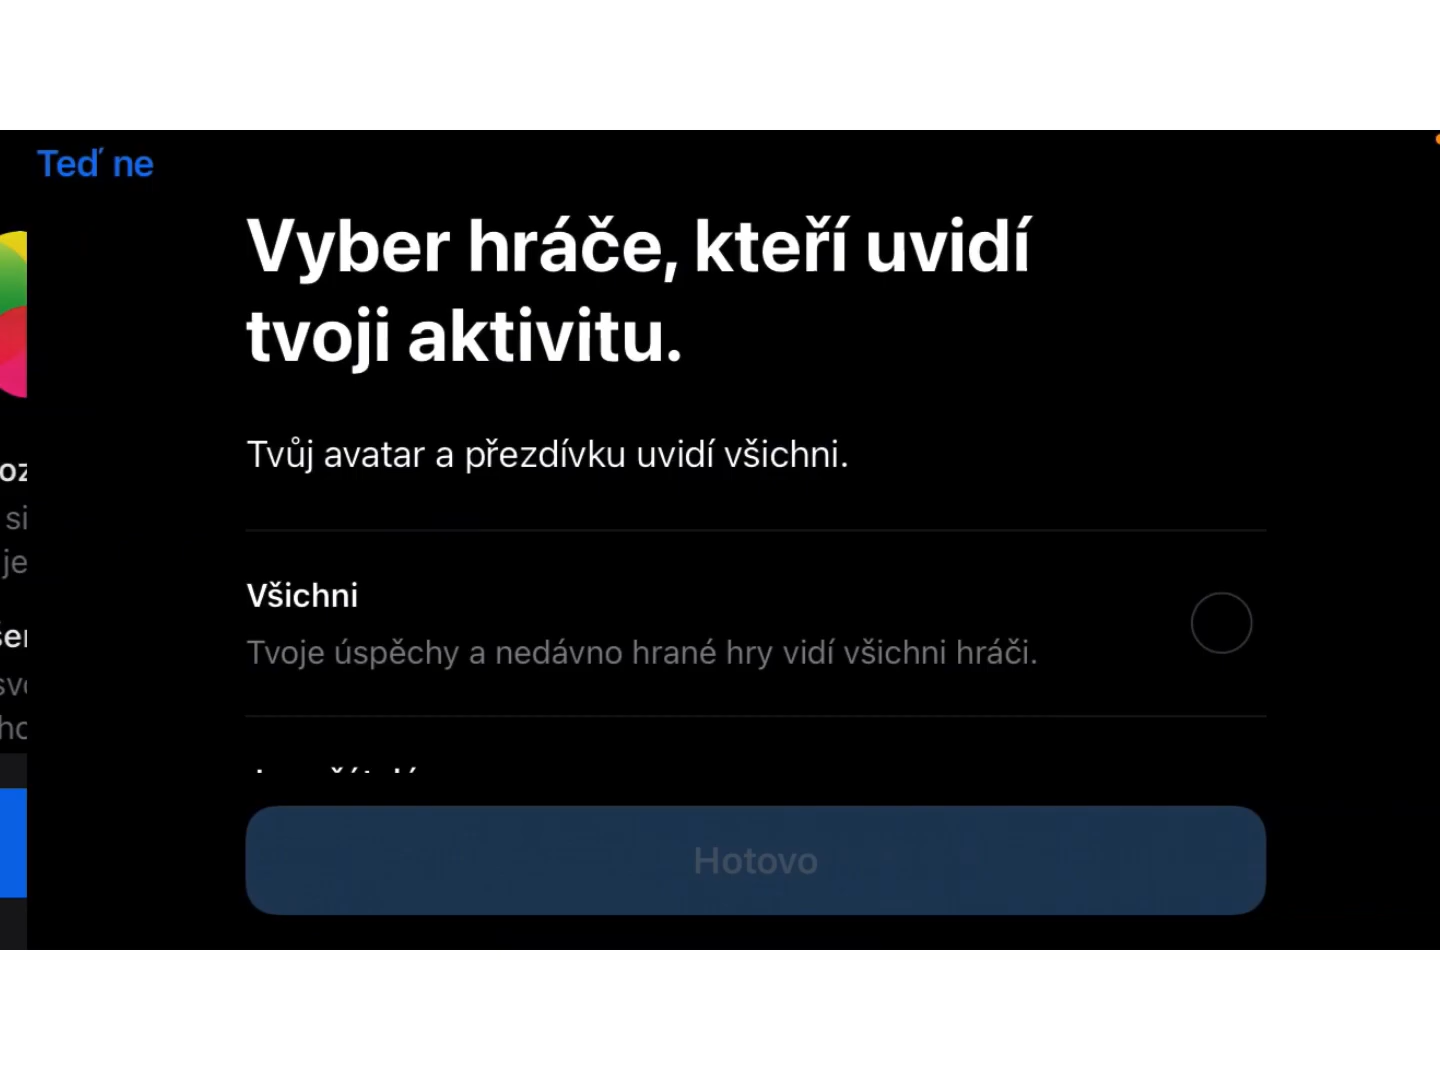 Teď ne
Vyber hráče, kteří uvidí
tvoji aktivitu.
Tvůj avatar a přezdívku uvidí všichni.
Všichni
Tvoje úspěchy a nedávno hrané hry vidí všichni hráči.
Hotovo